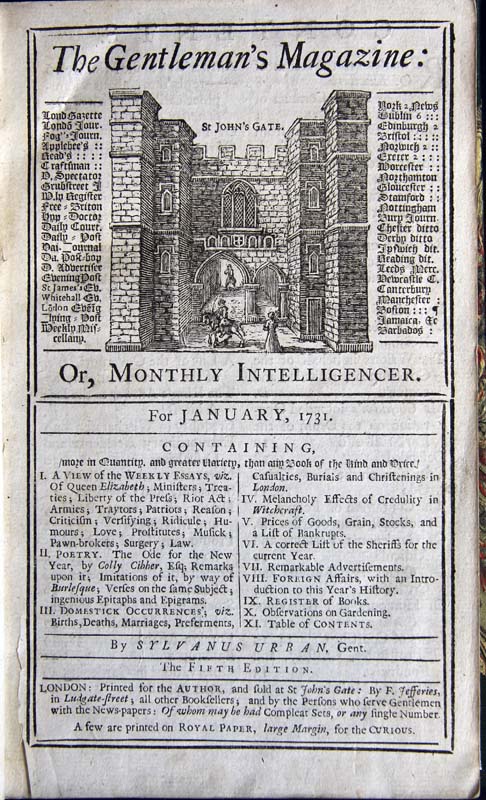 The Gentleman's Magazine:
St JOHN's GATE.
Lond Gazette
Londõ Jour.
Fog's Journ.
Applebee's ::
Read's : : : :
Craftsman ::
D. Spectator
Grubstreet J
W.ly Register
Free-Briton
Hyp-Doctor
Daily Court.
Daily-Post
Dai. Journal
Da. Post-boy
D. Advertiser
Evening Post
St James's Ev.
Whitehall Ev.
Lõdon Eveng
Flying-Post
Weekly Mis-
cellany.
York 2 News
Dublin 6 :::
Edinburgh 2
Bristol : : : :
Norwich 2 ::
Exeter 2 : : :
Worcester : :
Northamton
Gloucester : :
Stamford : :
Nottingham
Bury Journ.
Chester ditto
Derby ditto
Ipswich dit.
Reading dit.
Leeds Merc.
Newcastle C.
Canterbury
Manchester :
Boston ::: ¶
Jamaica, &c
Barbados :
Or, MONTHLY INTELLIGENCER.
For JANUARY, 1731.
CONTAINING,
[more in Quantity, and greater Variety, than any Book of the Kind and Price.]
I. A VIEW of the WEEKLY ESSAYS, viz.
Of Queen Elizabeth; Ministers; Trea-
ties; Liberty of the Press; Riot Act;
Armies; Traytors; Patriots; Reason;
Criticism; Versifying; Ridicule; Hu-
mours; Love; Prostitutes; Musick;
Pawn-brokers; Surgery; Law.
II. POETRY. The Ode for the New
Year, by Colly Cibber, Esq; Remarks
upon it; Imitations of it, by way of
Burlesque; Verses on the same Subject;
ingenious Epitaphs and Epigrams.
III. DOMESTICK OCCURRENCES, viz.
Births, Deaths, Marriages, Preferments,
Casualties, Burials and Christenings in
London.
IV. Melancholy Effects of Credulity in
Witchcraft.
V. Prices of Goods, Grain, Stocks, and
a List of Bankrupts.
VI. A correct List of the Sheriffs for the
current Year.
VII. Remarkable Advertisements.
VIII. FOREIGN Affairs, with an Intro-
duction to this Year's History.
IX. REGISTER of Books.
X. Observations on Gardening.
XI. Table of CONTENTS.
By SYLVANUS URBAN, Gent.
The FIFTH EDITION.
LONDON: Printed for the AUTHOR, and sold at St John's Gate: By F. Jefferies,
in Ludgate-street; all other Booksellers; and by the Persons who serve Gentlemen
with the News-papers: Of whom may be had Compleat Sets, or any single Number.
A few are printed on ROYAL PAPER, large Margin, for the CURIOUS.